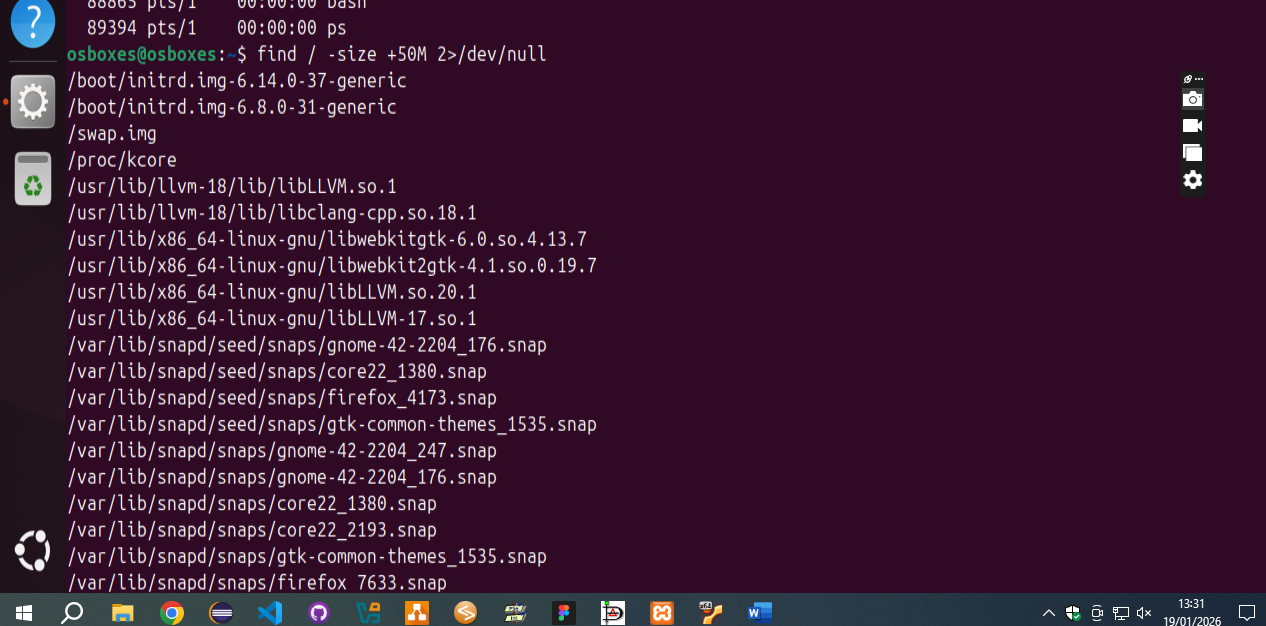 88865 pts/1    00:00:00 bash
89394 pts/1    00:00:00 ps
osboxes@osboxes:~$ find / -size +50M 2>/dev/null
/boot/initrd.img-6.14.0-37-generic
/boot/initrd.img-6.8.0-31-generic
/swap.img
/proc/kcore
/usr/lib/llvm-18/lib/libLLVM.so.1
/usr/lib/llvm-18/lib/libclang-cpp.so.18.1
/usr/lib/x86_64-linux-gnu/libwebkitgtk-6.0.so.4.13.7
/usr/lib/x86_64-linux-gnu/libwebkit2gtk-4.1.so.0.19.7
/usr/lib/x86_64-linux-gnu/libLLVM.so.20.1
/usr/lib/x86_64-linux-gnu/libLLVM-17.so.1
/var/lib/snapd/seed/snaps/gnome-42-2204_176.snap
/var/lib/snapd/seed/snaps/core22_1380.snap
/var/lib/snapd/seed/snaps/firefox_4173.snap
/var/lib/snapd/seed/snaps/gtk-common-themes_1535.snap
/var/lib/snapd/snaps/gnome-42-2204_247.snap
/var/lib/snapd/snaps/gnome-42-2204_176.snap
/var/lib/snapd/snaps/core22_1380.snap
/var/lib/snapd/snaps/core22_2193.snap
/var/lib/snapd/snaps/gtk-common-themes_1535.snap
/var/lib/snapd/snaps/firefox_7633.snap
13:31
19/01/2026